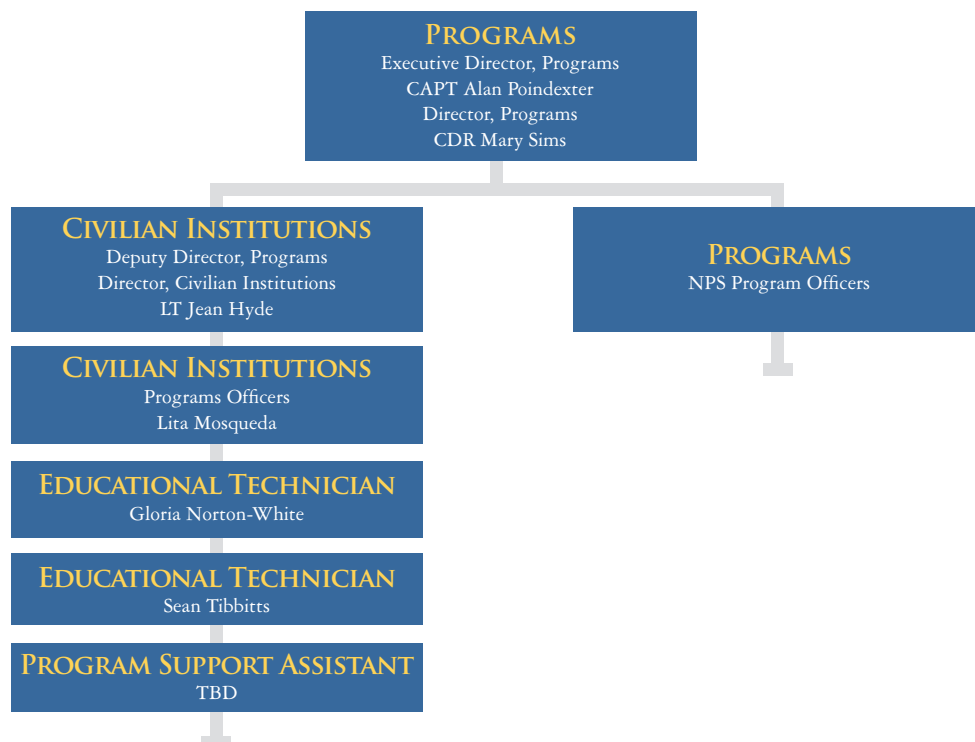 PROGRAMS
Executive Director, Programs
CAPT Alan Poindexter
Director, Programs
CDR Mary Sims
CIVILIAN INSTITUTIONS
Deputy Director, Programs
Director, Civilian Institutions
LT Jean Hyde
PROGRAMS
NPS Program Officers
CIVILIAN INSTITUTIONS
Programs Officers
Lita Mosqueda
EDUCATIONAL TECHNICIAN
Gloria Norton-White
EDUCATIONAL TECHNICIAN
Sean Tibbitts
PROGRAM SUPPORT ASSISTANT
TBD